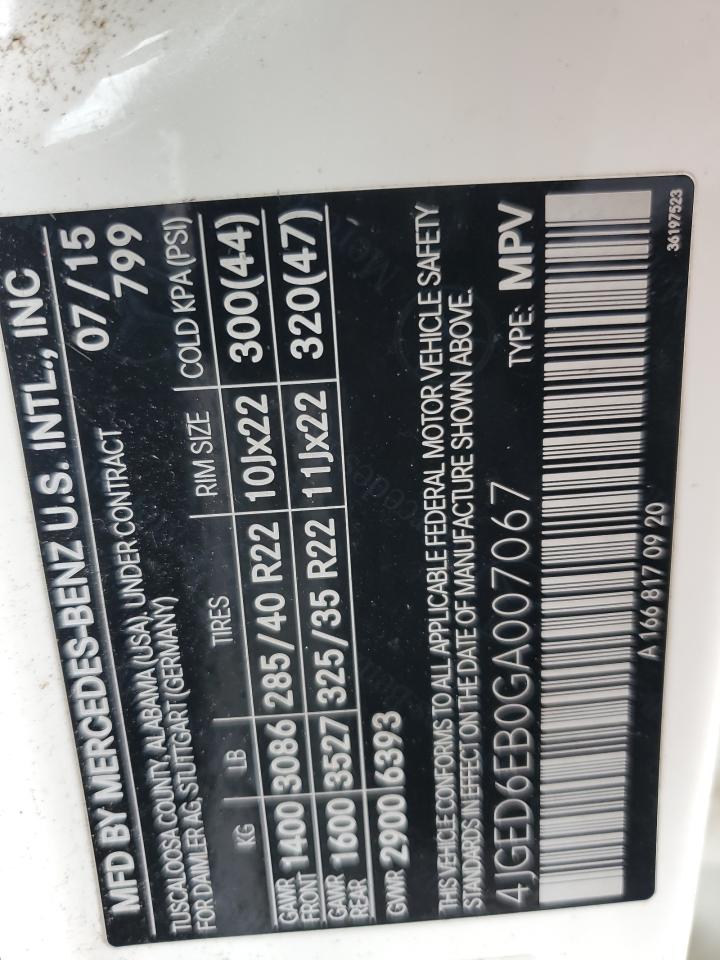 MFD BY MERCEDES-BENZ U.S. INTL., INC
TUSCALOOSA COUNTY, ALABAMA (USA), UNDER CONTRACT 07/15
FOR DAIMLER AG, STUTTGART (GERMANY) 799
KG LB TIRES RIM SIZE COLD KPA (PSI)
GAWR FRONT 1400 3086 285/40 R22 10Jx22 300(44)
GAWR REAR 1600 3527 325/35 R22 11Jx22 320(47)
GVWR 2900 6393
THIS VEHICLE CONFORMS TO ALL APPLICABLE FEDERAL MOTOR VEHICLE SAFETY
STANDARDS IN EFFECT ON THE DATE OF MANUFACTURE SHOWN ABOVE.
4JGED6EB0GA007067 TYPE: MPV
A 166 817 09 20 36197523